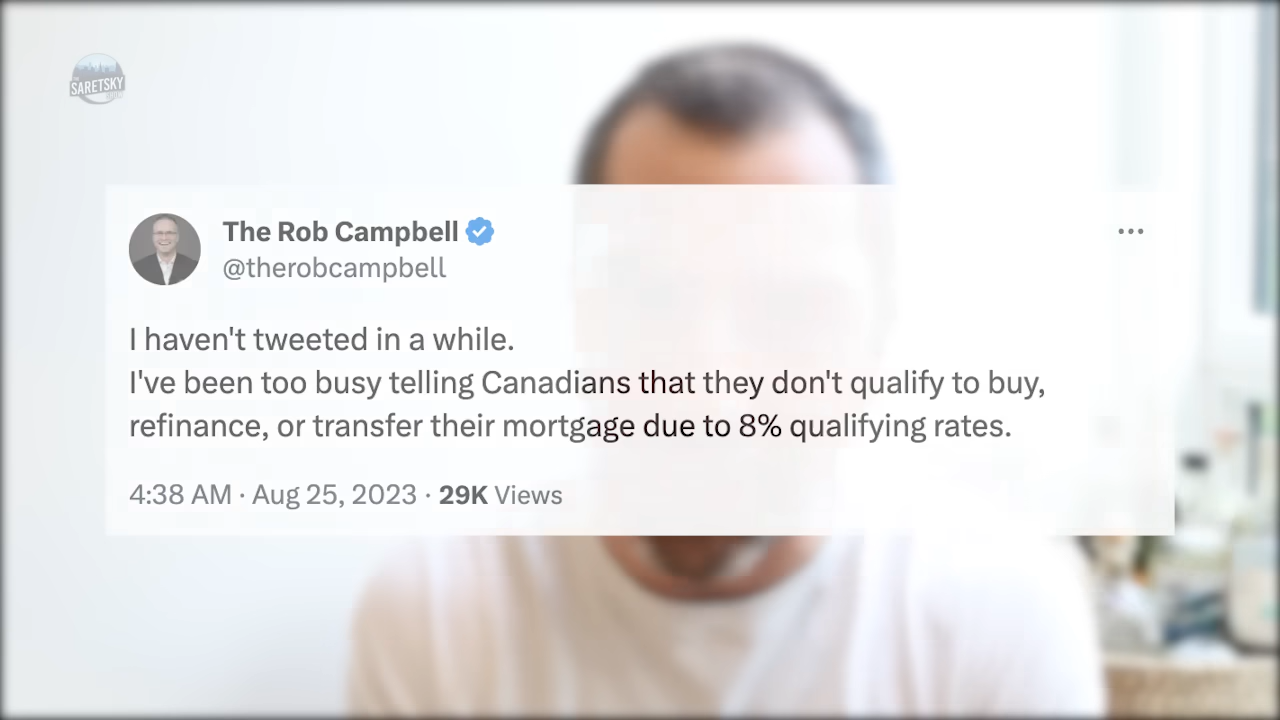 SARETSKY
The Rob Campbell
@therobcampbell
I haven't tweeted in a while.
I've been too busy telling Canadians that they don't qualify to buy,
refinance, or transfer their mortgage due to 8% qualifying rates.
4:38 AM · Aug 25, 2023 · 29K Views